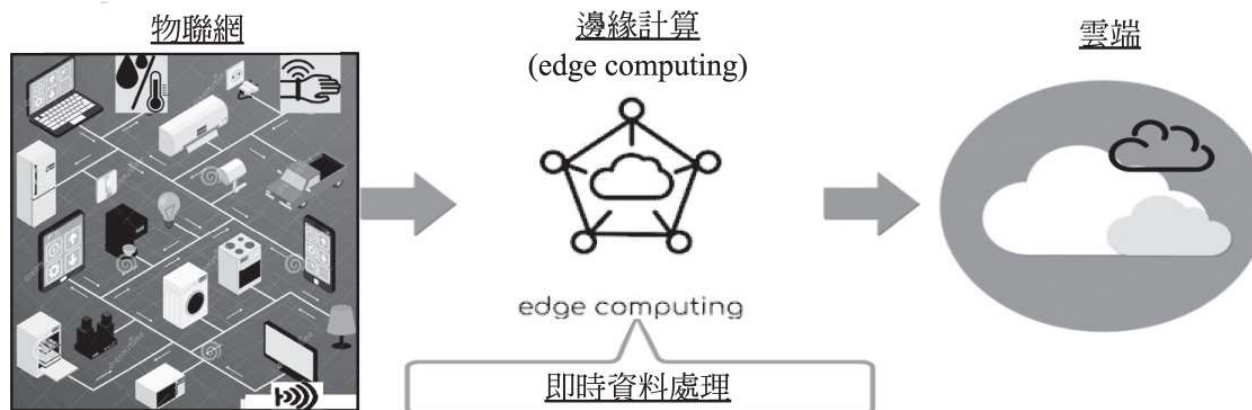 物聯網
邊緣計算
(edge computing)
雲端
edge computing
即時資料處理